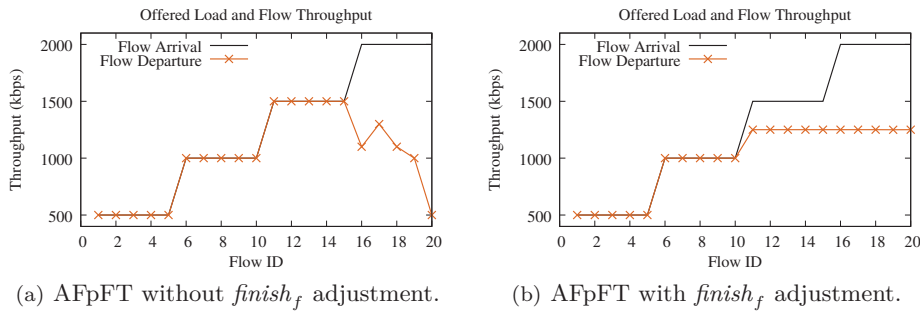 Offered Load and Flow Throughput
Flow Arrival
Flow Departure
Throughput (kbps)
2000
1500
1000
500
0 2 4 6 8 10 12 14 16 18 20
Flow ID
(a) AFpFT without finish_f adjustment.
Offered Load and Flow Throughput
Flow Arrival
Flow Departure
Throughput (kbps)
2000
1500
1000
500
0 2 4 6 8 10 12 14 16 18 20
Flow ID
(b) AFpFT with finish_f adjustment.